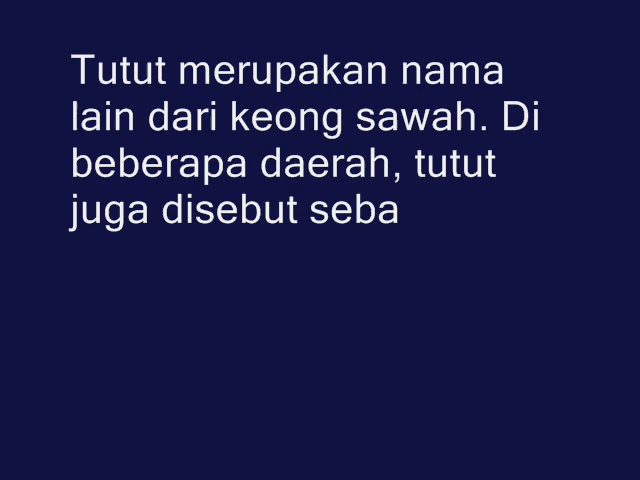 Tutut merupakan nama
lain dari keong sawah. Di
beberapa daerah, tutut
juga disebut seba